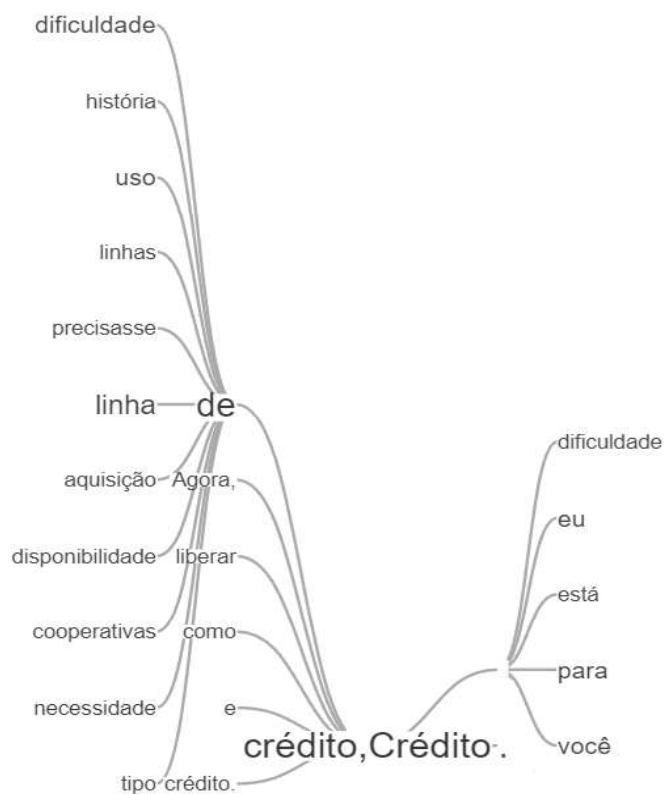 dificuldade
história
uso
linhas
precisasse
linha de
dificuldade
aquisição Agora,
eu
disponibilidade liberar
está
cooperativas como
para
necessidade e
crédito,Crédito .
você
tipo crédito.